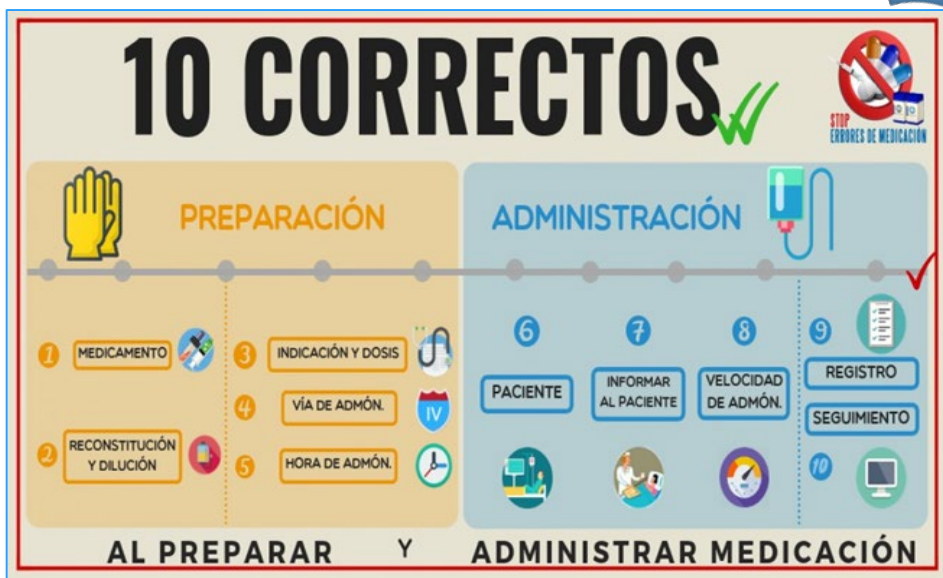 10 CORRECTOS
STOP
ERRORES DE MEDICACIÓN
PREPARACIÓN
1 MEDICAMENTO
2 RECONSTITUCIÓN
Y DILUCIÓN
3 INDICACIÓN Y DOSIS
4 VÍA DE ADMÓN.
IV
5 HORA DE ADMÓN.
ADMINISTRACIÓN
6
PACIENTE
7
INFORMAR
AL PACIENTE
8
VELOCIDAD
DE ADMÓN.
9
REGISTRO
SEGUIMIENTO
10
AL PREPARAR Y ADMINISTRAR MEDICACIÓN